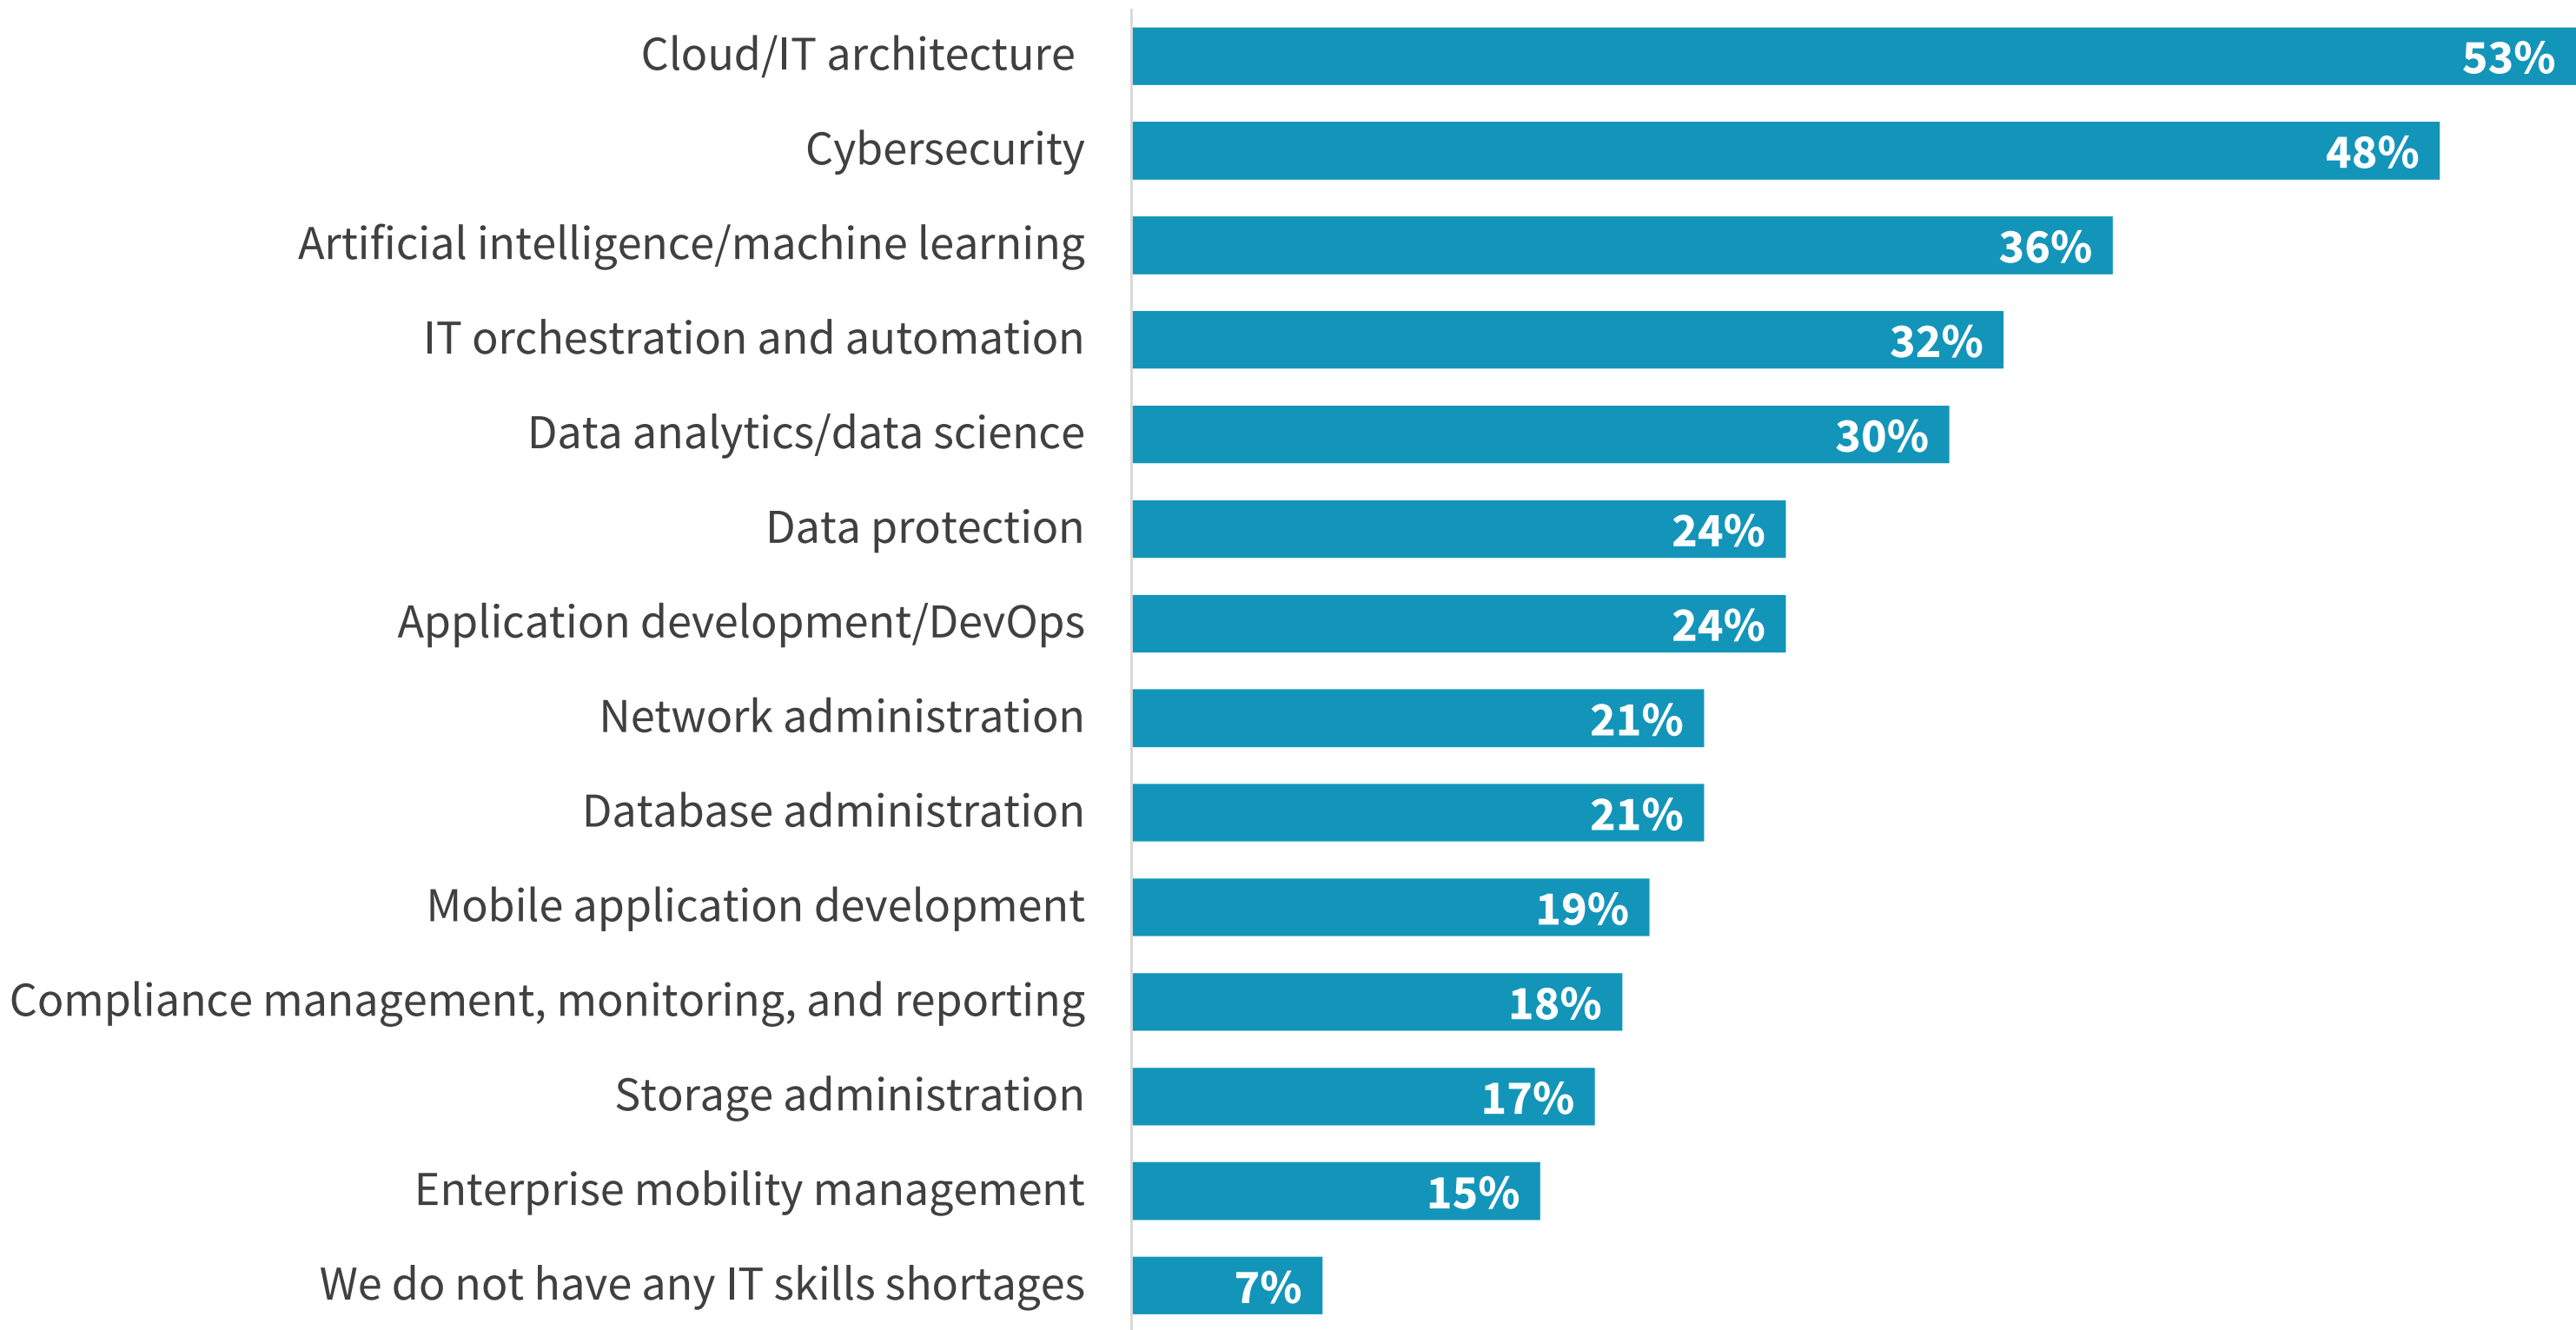 Cloud/IT architecture 53%
Cybersecurity 48%
Artificial intelligence/machine learning 36%
IT orchestration and automation 32%
Data analytics/data science 30%
Data protection 24%
Application development/DevOps 24%
Network administration 21%
Database administration 21%
Mobile application development 19%
Compliance management, monitoring, and reporting 18%
Storage administration 17%
Enterprise mobility management 15%
We do not have any IT skills shortages 7%